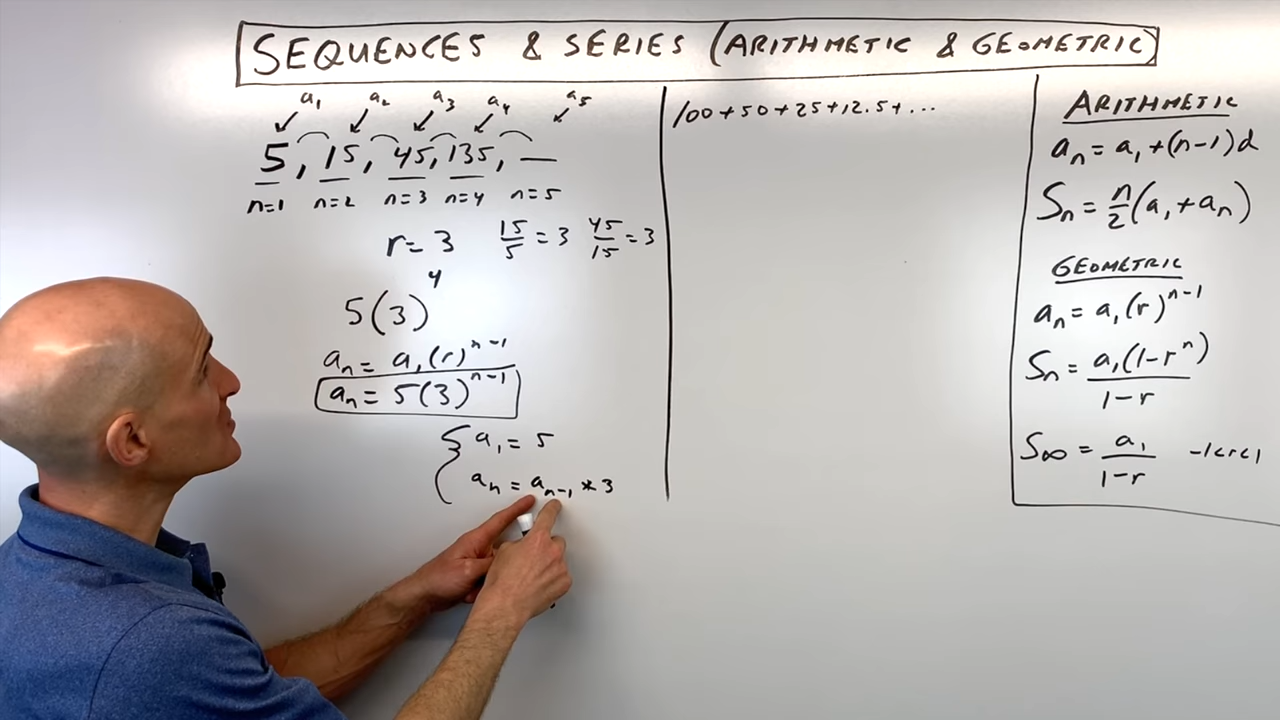 SEQUENCES & SERIES (ARITHMETIC & GEOMETRIC)
a₁ a₂ a₃ a₄ a₅
5, 15, 45, 135, __
n=1 n=2 n=3 n=4 n=5
r=3 15/5=3 45/15=3
5(3)⁴
aₙ=a₁(r)ⁿ⁻¹
aₙ=5(3)ⁿ⁻¹
{a₁=5
aₙ=aₙ₋₁*3
100+50+25+12.5+...
ARITHMETIC
aₙ=a₁+(n-1)d
Sₙ=n/2(a₁+aₙ)
GEOMETRIC
aₙ=a₁(r)ⁿ⁻¹
Sₙ=a₁(1-rⁿ)/1-r
S∞=a₁/1-r -1<r<1